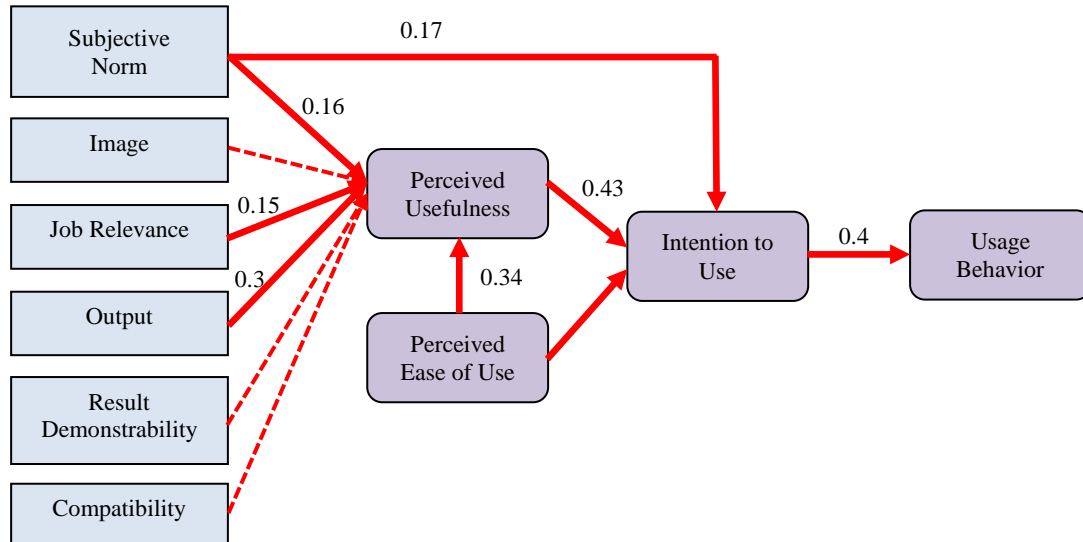 Subjective
Norm
0.17
0.16
Image
Perceived
Usefulness
0.43
0.15
Job Relevance
Intention to
Use
0.4
Usage
Behavior
0.3
0.34
Output
Perceived
Ease of Use
Result
Demonstrability
Compatibility